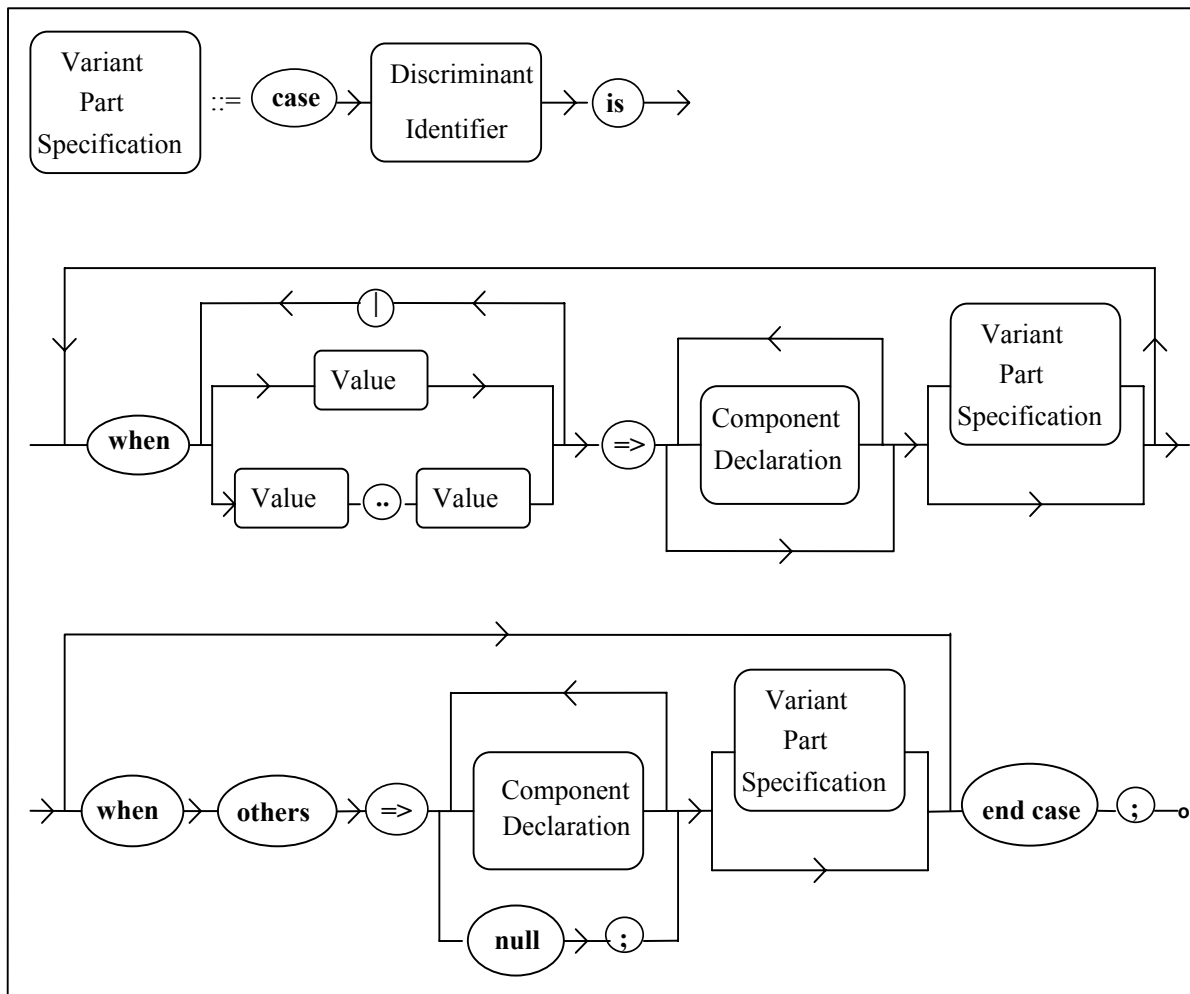 Variant
Part
Specification
::=
case
Discriminant
Identifier
is
|
Value
when
Value
..
Value
=>
Component
Declaration
Variant
Part
Specification
when
others
=>
Component
Declaration
null
;
Variant
Part
Specification
end case
;